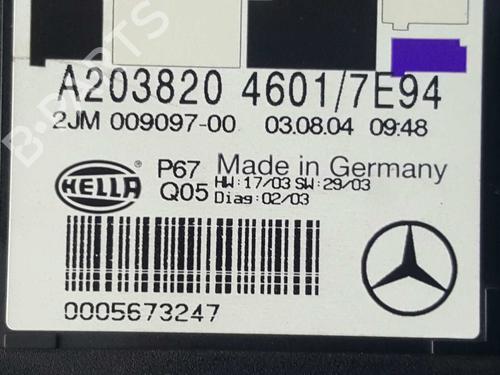 B-PARTS
A203820 4601/7E94
2JM 009097-00 03.08.04 09:48
HELLA P67 Made in Germany
Q05 HW:17/03 SW:29/03
Diag:02/03
0005673247